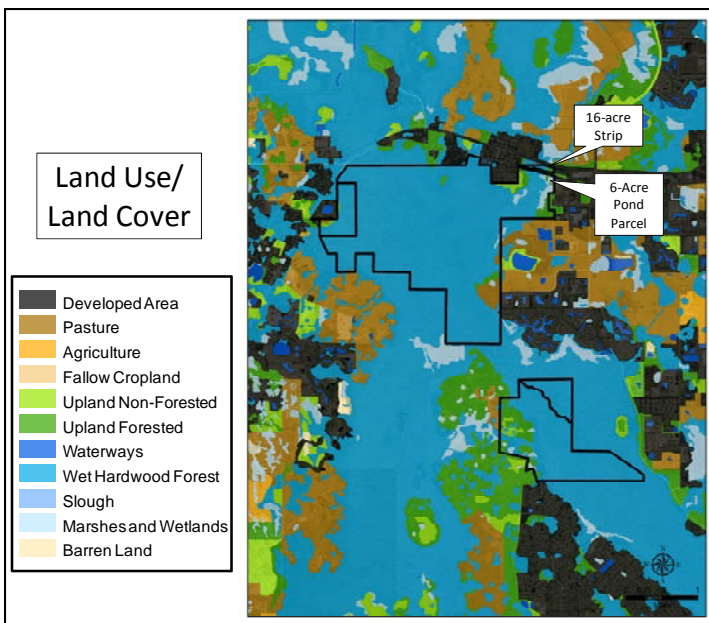 16-acre
Strip
Land Use/
Land Cover
6-Acre
Pond
Parcel
Developed Area
Pasture
Agriculture
Fallow Cropland
Upland Non-Forested
Upland Forested
Waterways
Wet Hardwood Forest
Slough
Marshes and Wetlands
Barren Land